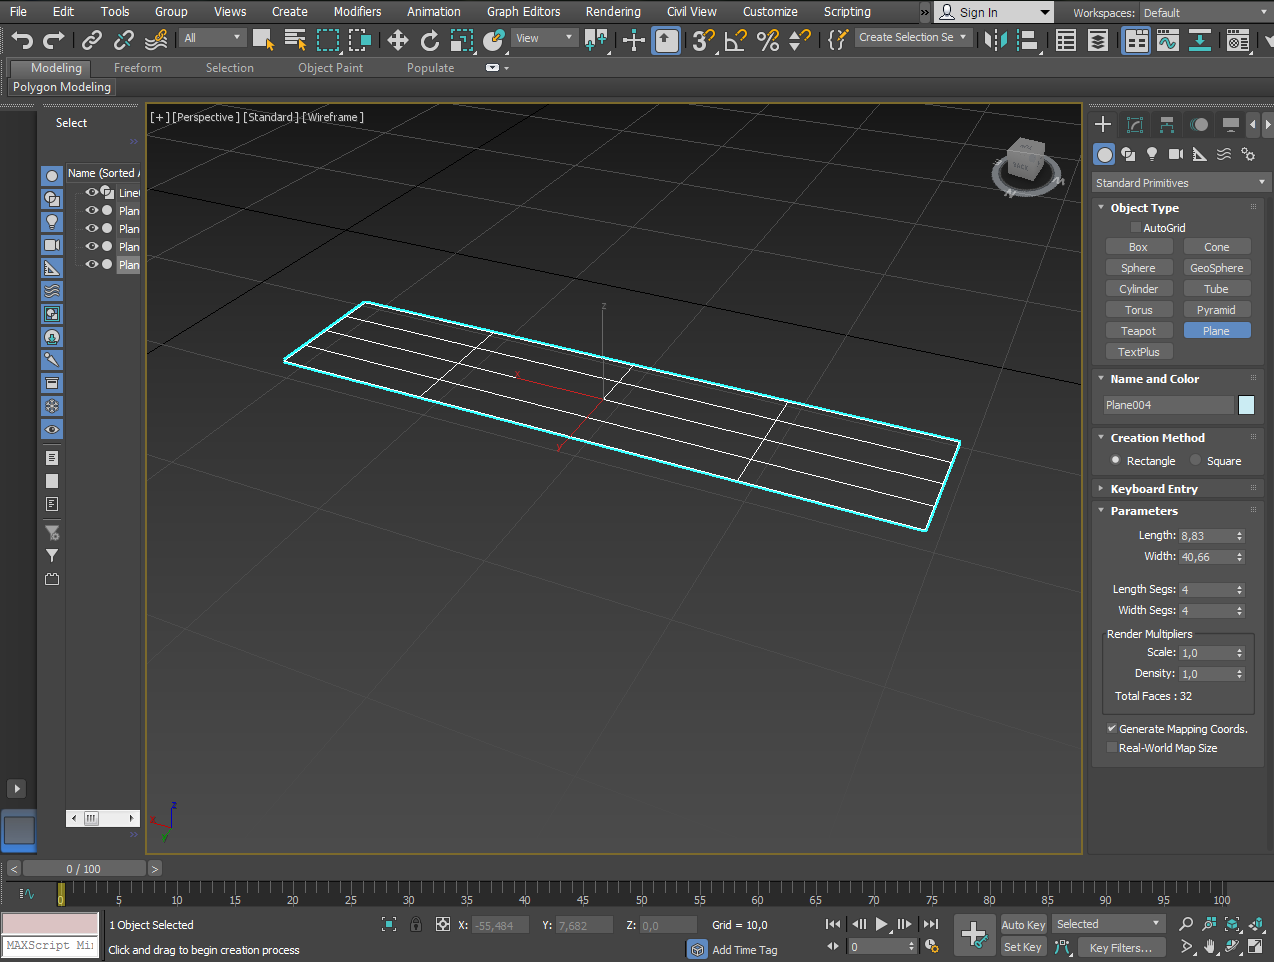 File Edit Tools Group Views Create Modifiers Animation Graph Editors Rendering Civil View Customize Scripting » Sign In Workspaces: Default
All View Create Selection Se
Modeling Freeform Selection Object Paint Populate
Polygon Modeling
Select
»
Name (Sorted A
Line
Plan
Plan
Plan
Plan
»
[+] [Perspective ] [Standard ] [Wireframe ]
z
x
y
z
x
y
Standard Primitives
Object Type
AutoGrid
Box Cone
Sphere GeoSphere
Cylinder Tube
Torus Pyramid
Teapot Plane
TextPlus
Name and Color
Plane004
Creation Method
Rectangle Square
Keyboard Entry
Parameters
Length: 8,83
Width: 40,66
Length Segs: 4
Width Segs: 4
Render Multipliers
Scale: 1,0
Density: 1,0
Total Faces : 32
Generate Mapping Coords.
Real-World Map Size
< 0 / 100 >
0 5 10 15 20 25 30 35 40 45 50 55 60 65 70 75 80 85 90 95 100
1 Object Selected X: -55,484 Y: 7,682 Z: 0,0 Grid = 10,0 Auto Key Selected
MAXScript Mi
Click and drag to begin creation process Add Time Tag 0 Set Key Key Filters...